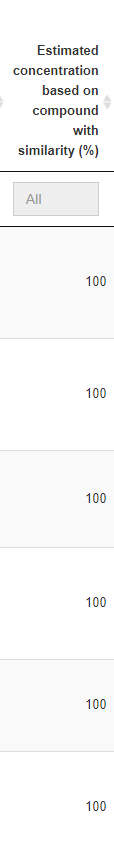 Estimated
concentration
based on
compound
with
similarity (%)
All
100
100
100
100
100
100